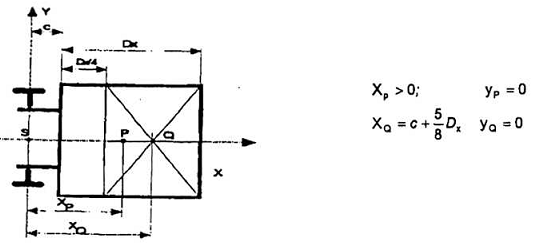 Y
C
Dx
Dx/4
S
P
Q
X
Xp
XQ
Xp > 0; yp = 0
XQ = c + 5/8 Dx yQ = 0